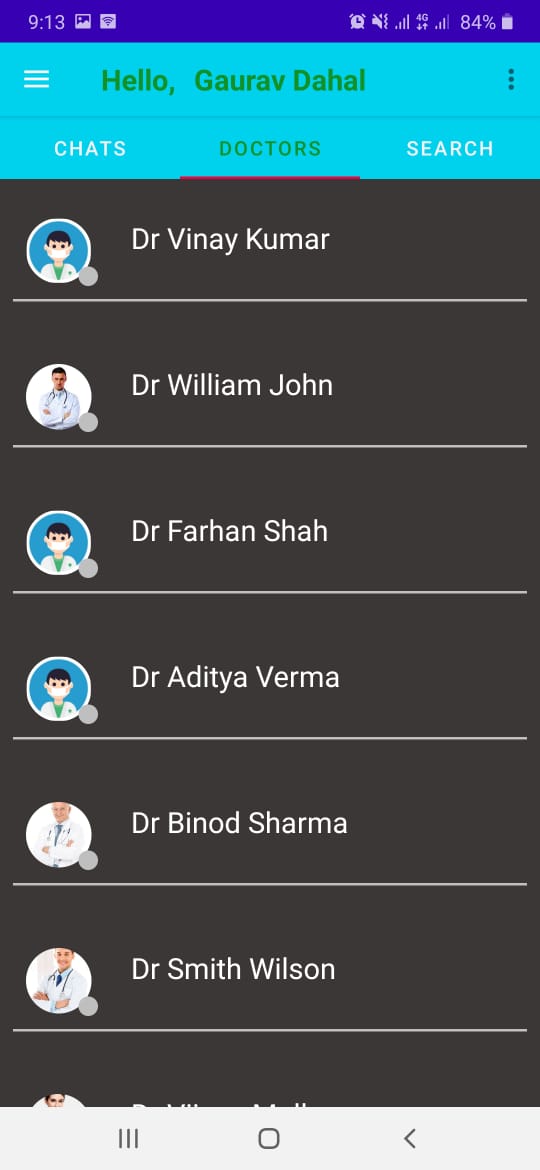 9:13 4G 84%
Hello, Gaurav Dahal
CHATS DOCTORS SEARCH
Dr Vinay Kumar
Dr William John
Dr Farhan Shah
Dr Aditya Verma
Dr Binod Sharma
Dr Smith Wilson